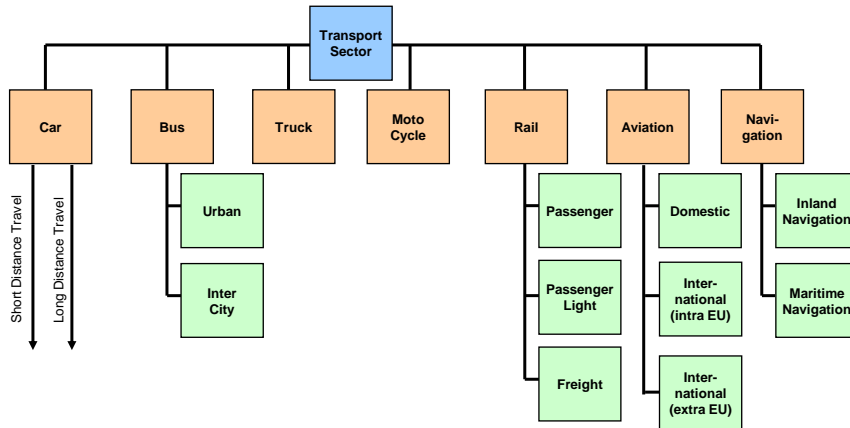 Transport
Sector
Car
Bus
Truck
Moto
Cycle
Rail
Aviation
Navi-
gation
Short Distance Travel
Long Distance Travel
Urban
Inter
City
Passenger
Passenger
Light
Freight
Domestic
Inter-
national
(intra EU)
Inter-
national
(extra EU)
Inland
Navigation
Maritime
Navigation